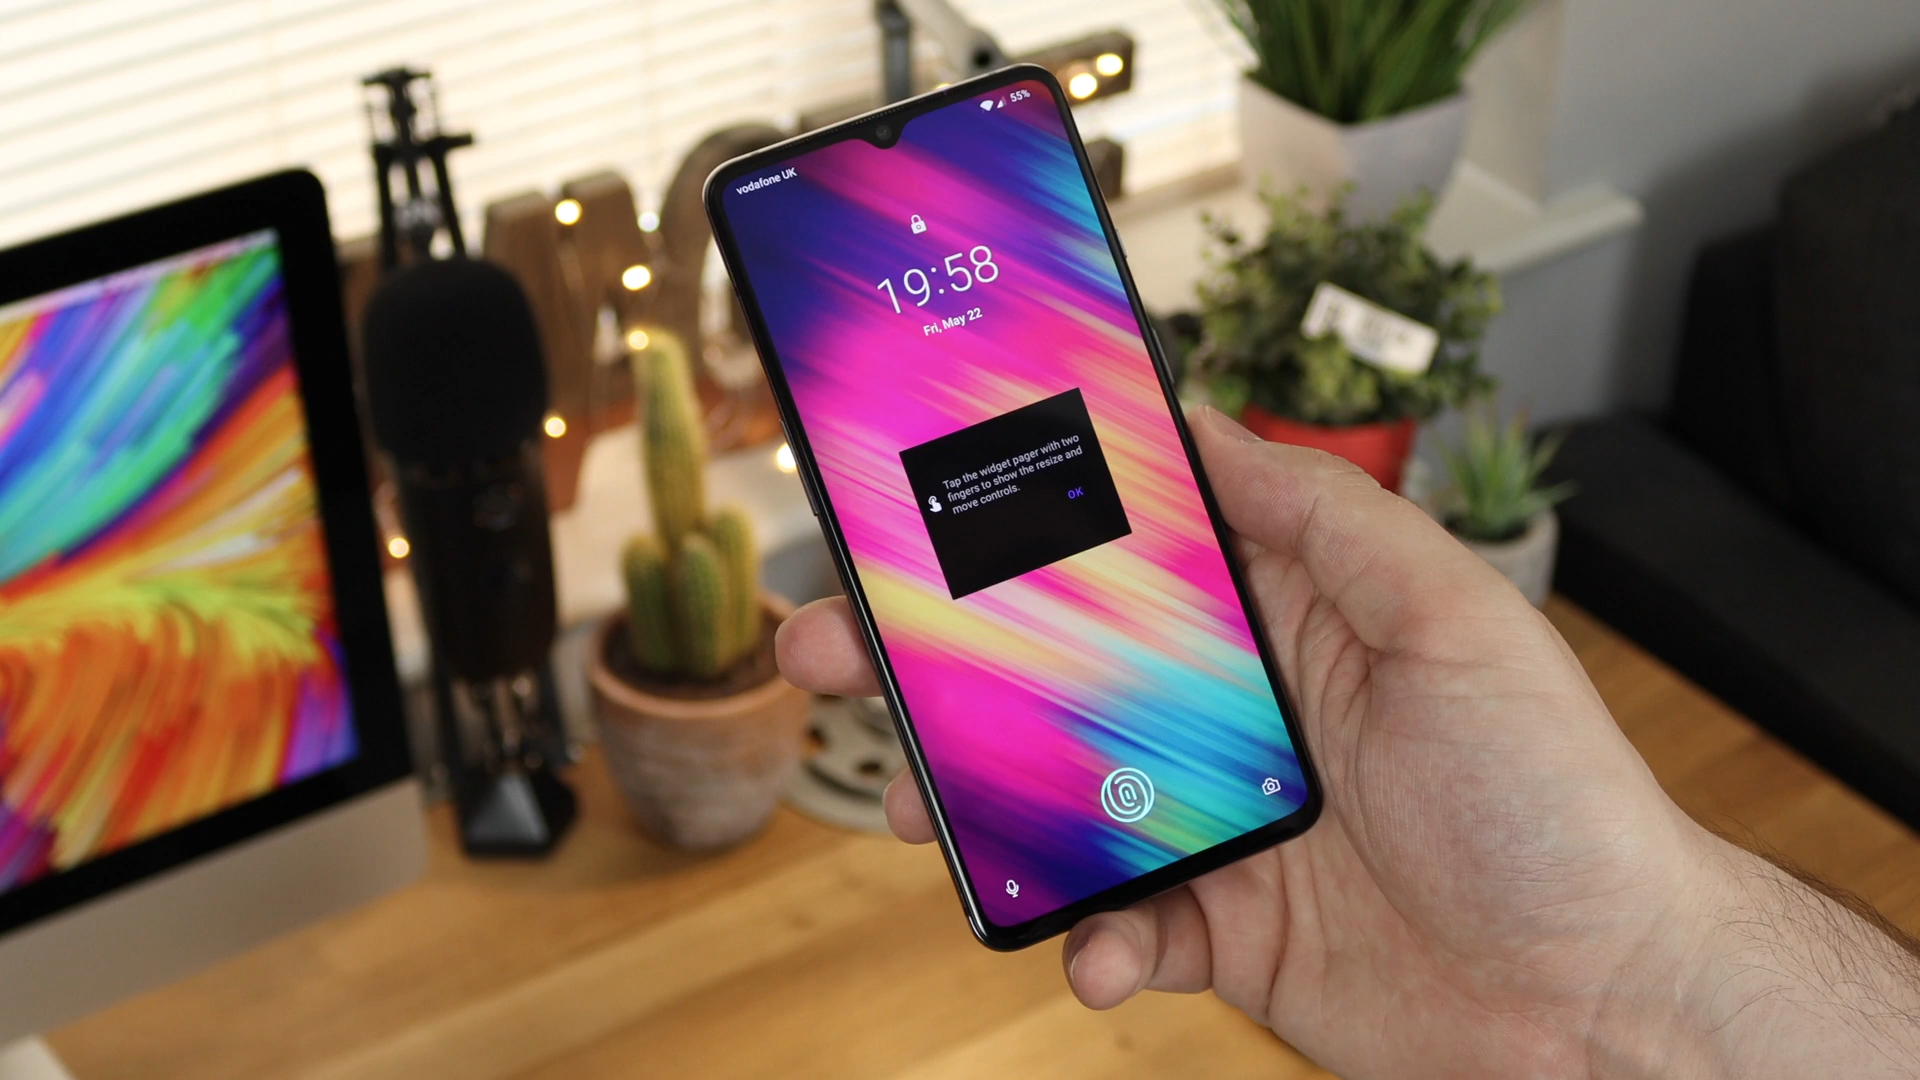 55%
vodafone UK
19:58
Fri, May 22
Tap the widget pager with two
fingers to show the resize and
move controls.
OK